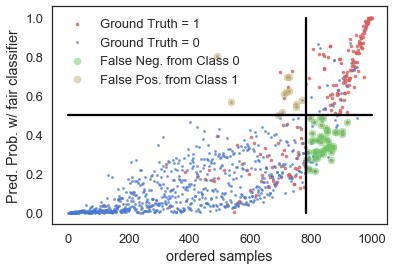 Ground Truth = 1
Ground Truth = 0
False Neg. from Class 0
False Pos. from Class 1
Pred. Prob. w/ fair classifier
1.0
0.8
0.6
0.4
0.2
0.0
0 200 400 600 800 1000
ordered samples